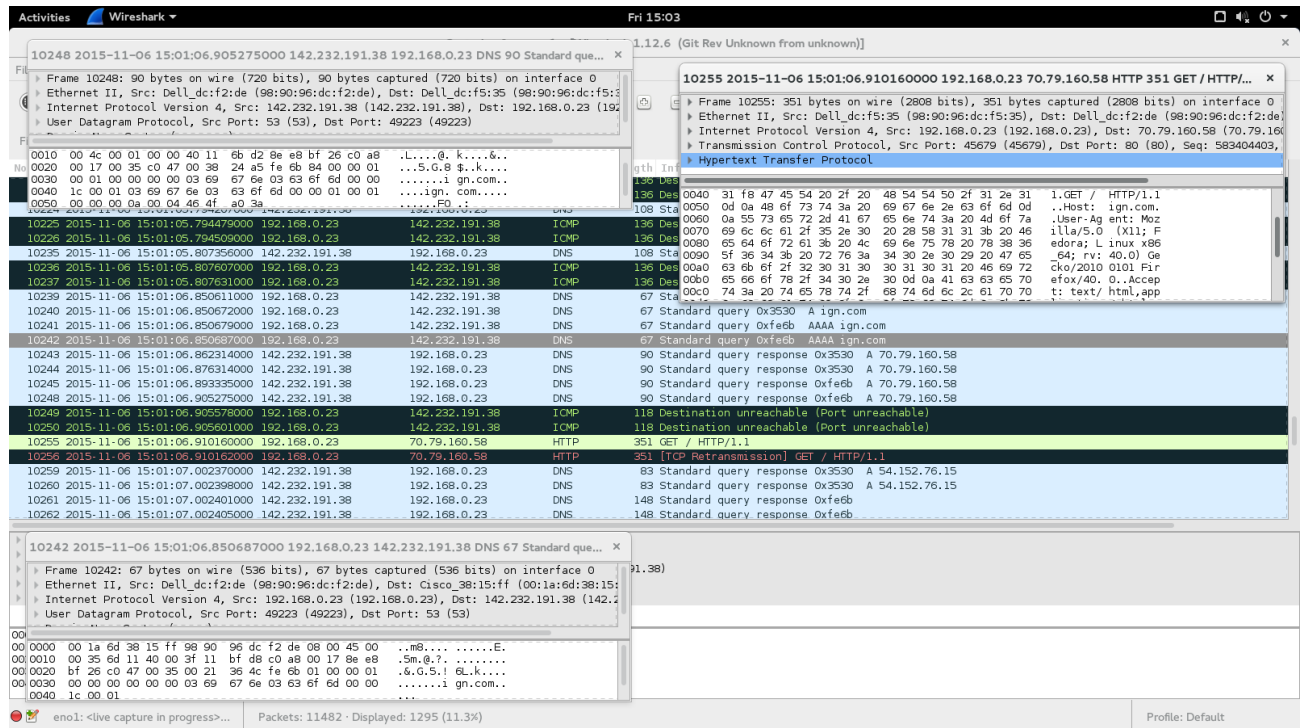 Activities Wireshark Fri 15:03
1.12.6 (Git Rev Unknown from unknown)]
10248 2015-11-06 15:01:06.905275000 142.232.191.38 192.168.0.23 DNS 90 Standard que...
Frame 10248: 90 bytes on wire (720 bits), 90 bytes captured (720 bits) on interface 0
Ethernet II, Src: Dell_dc:f2:de (98:90:96:dc:f2:de), Dst: Dell_dc:f5:35 (98:90:96:dc:f5:3
Internet Protocol Version 4, Src: 142.232.191.38 (142.232.191.38), Dst: 192.168.0.23 (192
User Datagram Protocol, Src Port: 53 (53), Dst Port: 49223 (49223)
0010 00 4c 00 01 00 00 40 11 6b d2 8e e8 bf 26 c0 a8 .L....@. k....&..
0020 00 17 00 35 c0 47 00 38 24 a5 fe 6b 84 00 00 01 ...5.G.8 $..k....
0030 00 01 00 00 00 00 03 69 67 6e 03 63 6f 6d 00 00 .......i gn.com..
0040 1c 00 01 03 69 67 6e 03 63 6f 6d 00 00 01 00 01 ....ign. com.....
0050 00 00 00 0a 00 04 46 4f a0 3a ......FO .:
10255 2015-11-06 15:01:06.910160000 192.168.0.23 70.79.160.58 HTTP 351 GET / HTTP/...
Frame 10255: 351 bytes on wire (2808 bits), 351 bytes captured (2808 bits) on interface 0
Ethernet II, Src: Dell_dc:f5:35 (98:90:96:dc:f5:35), Dst: Dell_dc:f2:de (98:90:96:dc:f2:de)
Internet Protocol Version 4, Src: 192.168.0.23 (192.168.0.23), Dst: 70.79.160.58 (70.79.160
Transmission Control Protocol, Src Port: 45679 (45679), Dst Port: 80 (80), Seq: 583404403,
Hypertext Transfer Protocol
0040 31 f8 47 45 54 20 2f 20 48 54 54 50 2f 31 2e 31 1.GET / HTTP/1.1
0050 0d 0a 48 6f 73 74 3a 20 69 67 6e 2e 63 6f 6d 0d ..Host: ign.com.
0060 0a 55 73 65 72 2d 41 67 65 6e 74 3a 20 4d 6f 7a .User-Ag ent: Moz
0070 69 6c 6c 61 2f 35 2e 30 20 28 58 31 31 3b 20 46 illa/5.0 (X11; F
0080 65 64 6f 72 61 3b 20 4c 69 6e 75 78 20 78 38 36 edora; L inux x86
0090 5f 36 34 3b 20 72 76 3a 34 30 2e 30 29 20 47 65 _64; rv: 40.0) Ge
00a0 63 6b 6f 2f 32 30 31 30 30 31 30 31 20 46 69 72 cko/2010 0101 Fir
00b0 65 66 6f 78 2f 34 30 2e 30 0d 0a 41 63 63 65 70 efox/40. 0..Accep
00c0 74 3a 20 74 65 78 74 2f 68 74 6d 6c 2c 61 70 70 t: text/ html,app
10225 2015-11-06 15:01:05.794479000 192.168.0.23 142.232.191.38 ICMP 136 Des
10226 2015-11-06 15:01:05.794509000 192.168.0.23 142.232.191.38 ICMP 136 Des
10235 2015-11-06 15:01:05.807356000 142.232.191.38 192.168.0.23 DNS 108 Sta
10236 2015-11-06 15:01:05.807607000 192.168.0.23 142.232.191.38 ICMP 136 Des
10237 2015-11-06 15:01:05.807631000 192.168.0.23 142.232.191.38 ICMP 136 Des
10239 2015-11-06 15:01:06.850611000 192.168.0.23 142.232.191.38 DNS 67 Sta
10240 2015-11-06 15:01:06.850672000 192.168.0.23 142.232.191.38 DNS 67 Standard query 0x3530 A ign.com
10241 2015-11-06 15:01:06.850679000 192.168.0.23 142.232.191.38 DNS 67 Standard query 0xfe6b AAAA ign.com
10242 2015-11-06 15:01:06.850687000 192.168.0.23 142.232.191.38 DNS 67 Standard query 0xfe6b AAAA ign.com
10243 2015-11-06 15:01:06.862314000 142.232.191.38 192.168.0.23 DNS 90 Standard query response 0x3530 A 70.79.160.58
10244 2015-11-06 15:01:06.876314000 142.232.191.38 192.168.0.23 DNS 90 Standard query response 0x3530 A 70.79.160.58
10245 2015-11-06 15:01:06.893335000 142.232.191.38 192.168.0.23 DNS 90 Standard query response 0xfe6b A 70.79.160.58
10248 2015-11-06 15:01:06.905275000 142.232.191.38 192.168.0.23 DNS 90 Standard query response 0xfe6b A 70.79.160.58
10249 2015-11-06 15:01:06.905578000 192.168.0.23 142.232.191.38 ICMP 118 Destination unreachable (Port unreachable)
10250 2015-11-06 15:01:06.905601000 192.168.0.23 142.232.191.38 ICMP 118 Destination unreachable (Port unreachable)
10255 2015-11-06 15:01:06.910160000 192.168.0.23 70.79.160.58 HTTP 351 GET / HTTP/1.1
10256 2015-11-06 15:01:06.910162000 192.168.0.23 70.79.160.58 HTTP 351 [TCP Retransmission] GET / HTTP/1.1
10259 2015-11-06 15:01:07.002370000 142.232.191.38 192.168.0.23 DNS 83 Standard query response 0x3530 A 54.152.76.15
10260 2015-11-06 15:01:07.002398000 142.232.191.38 192.168.0.23 DNS 83 Standard query response 0x3530 A 54.152.76.15
10261 2015-11-06 15:01:07.002401000 142.232.191.38 192.168.0.23 DNS 148 Standard query response 0xfe6b
10262 2015-11-06 15:01:07.002405000 142.232.191.38 192.168.0.23 DNS 148 Standard query response 0xfe6b
10242 2015-11-06 15:01:06.850687000 192.168.0.23 142.232.191.38 DNS 67 Standard que...
Frame 10242: 67 bytes on wire (536 bits), 67 bytes captured (536 bits) on interface 0
Ethernet II, Src: Dell_dc:f2:de (98:90:96:dc:f2:de), Dst: Cisco_38:15:ff (00:1a:6d:38:15:
Internet Protocol Version 4, Src: 192.168.0.23 (192.168.0.23), Dst: 142.232.191.38 (142.2
User Datagram Protocol, Src Port: 49223 (49223), Dst Port: 53 (53)
91.38)
0000 00 1a 6d 38 15 ff 98 90 96 dc f2 de 08 00 45 00 ..m8.... ......E.
0010 00 35 6d 11 40 00 3f 11 bf d8 c0 a8 00 17 8e e8 .5m.@.?. ........
0020 bf 26 c0 47 00 35 00 21 36 4c fe 6b 01 00 00 01 .&.G.5.! 6L.k....
0030 00 00 00 00 00 00 03 69 67 6e 03 63 6f 6d 00 00 .......i gn.com..
0040 1c 00 01 ...
eno1: <live capture in progress>... Packets: 11482 · Displayed: 1295 (11.3%) Profile: Default